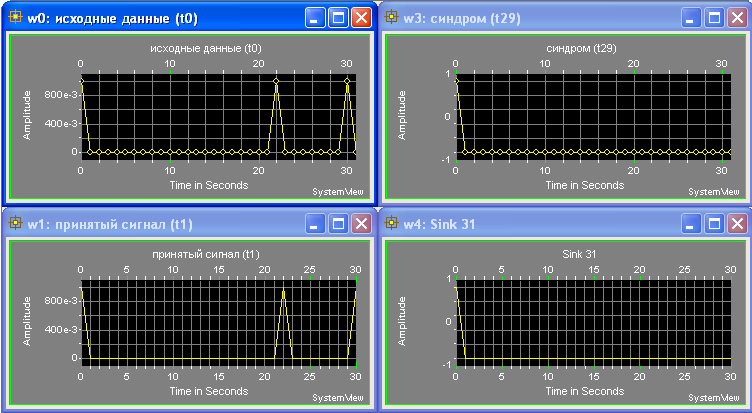 w0: исходные данные (t0)
исходные данные (t0)
0 10 20 30
800e-3
400e-3
0
Amplitude
0 10 20 30
Time in Seconds
SystemView
w3: синдром (t29)
синдром (t29)
0 10 20 30
1
0
-1
Amplitude
0 10 20 30
Time in Seconds
SystemView
w1: принятый сигнал (t1)
принятый сигнал (t1)
0 5 10 15 20 25 30
800e-3
400e-3
0
Amplitude
0 5 10 15 20 25 30
Time in Seconds
SystemView
w4: Sink 31
Sink 31
0 5 10 15 20 25 30
1
0
-1
Amplitude
0 5 10 15 20 25 30
Time in Seconds
SystemView